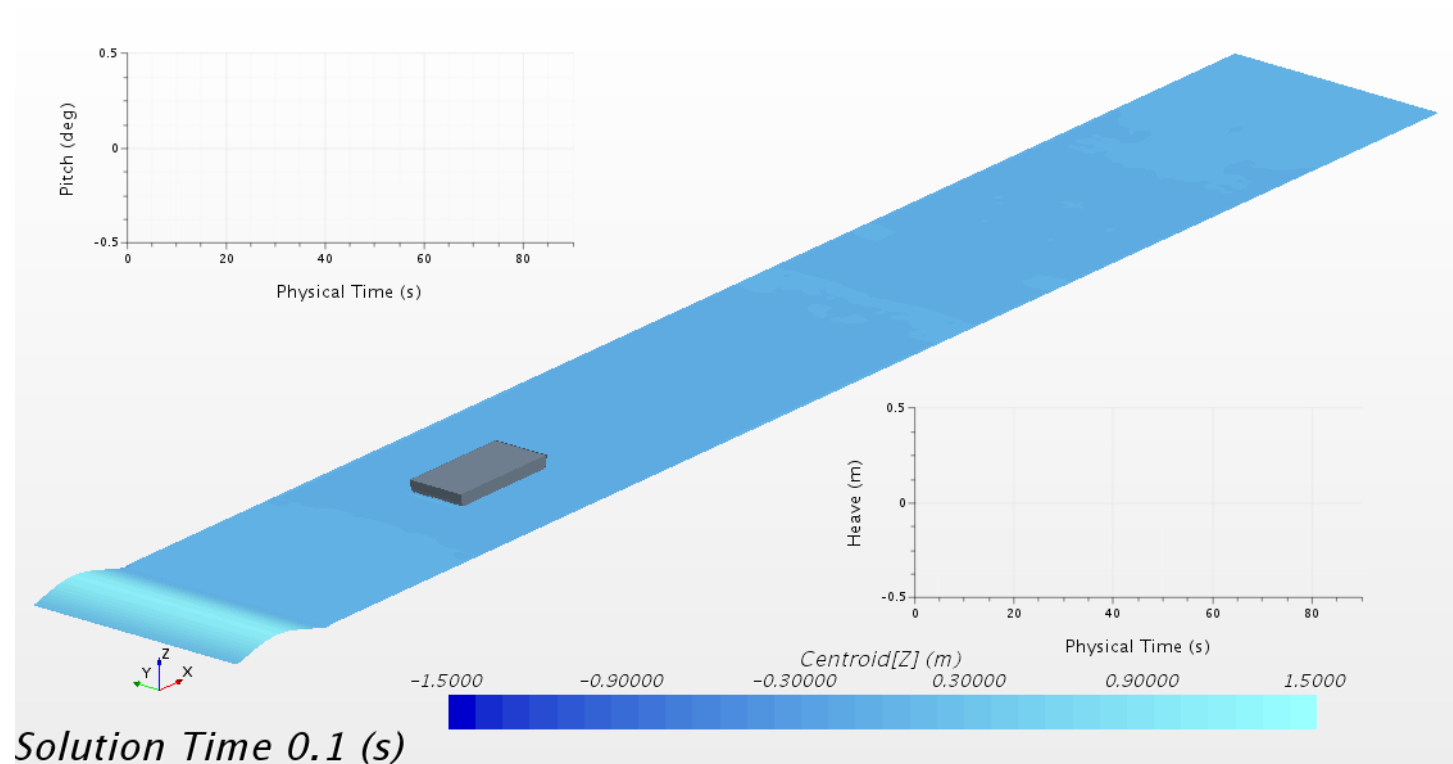 0.5
0
-0.5
Pitch (deg)
0 20 40 60 80
Physical Time (s)
0.5
0
-0.5
Heave (m)
0 20 40 60 80
Physical Time (s)
Z
Y X
Centroid[Z] (m)
-1.5000 -0.90000 -0.30000 0.30000 0.90000 1.5000
Solution Time 0.1 (s)